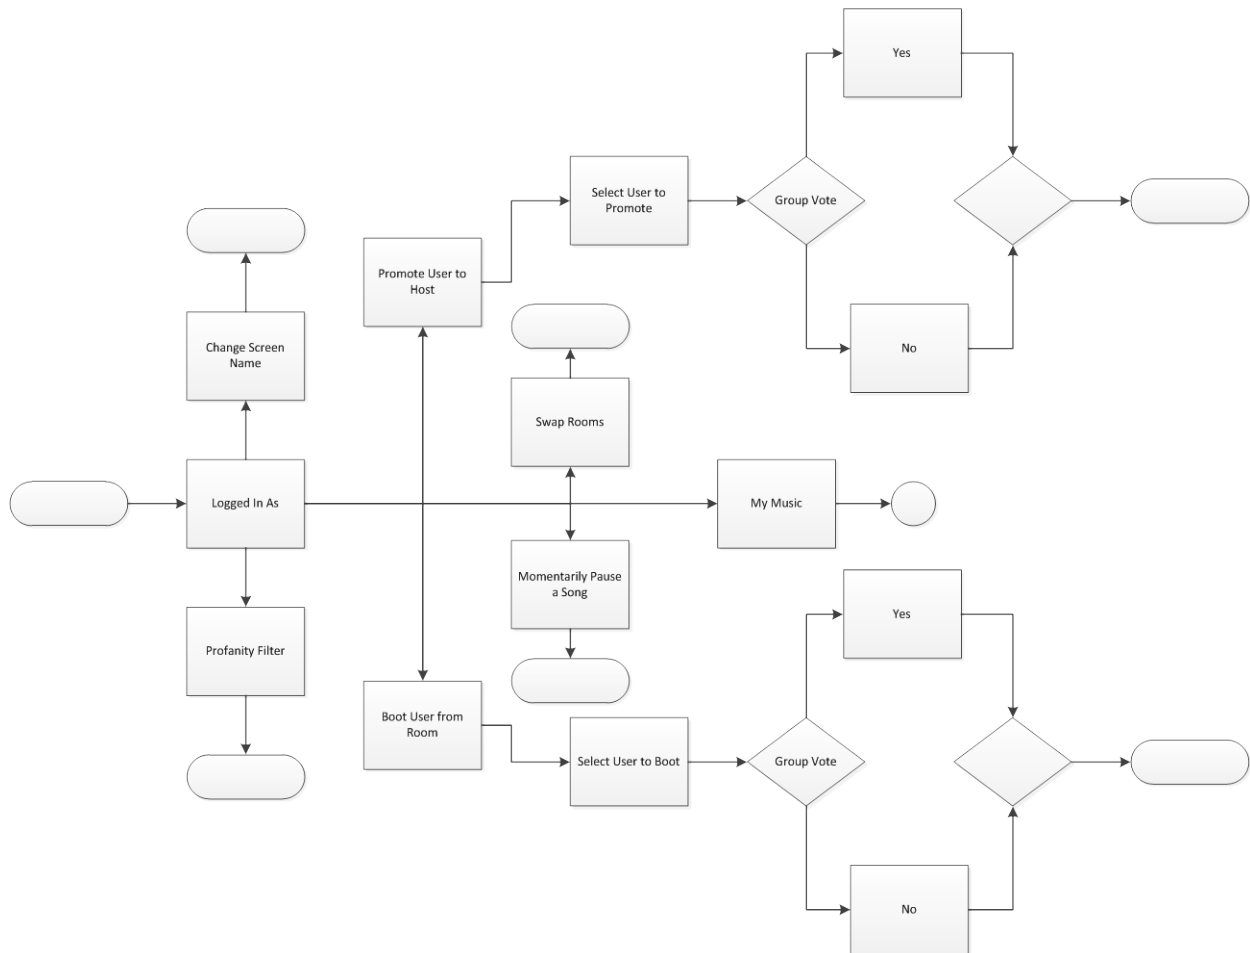 Yes
Select User to
Promote
Group Vote
Promote User to
Host
Change Screen
Name
No
Swap Rooms
Logged In As
My Music
Momentarily Pause
a Song
Yes
Profanity Filter
Boot User from
Room
Select User to Boot
Group Vote
No